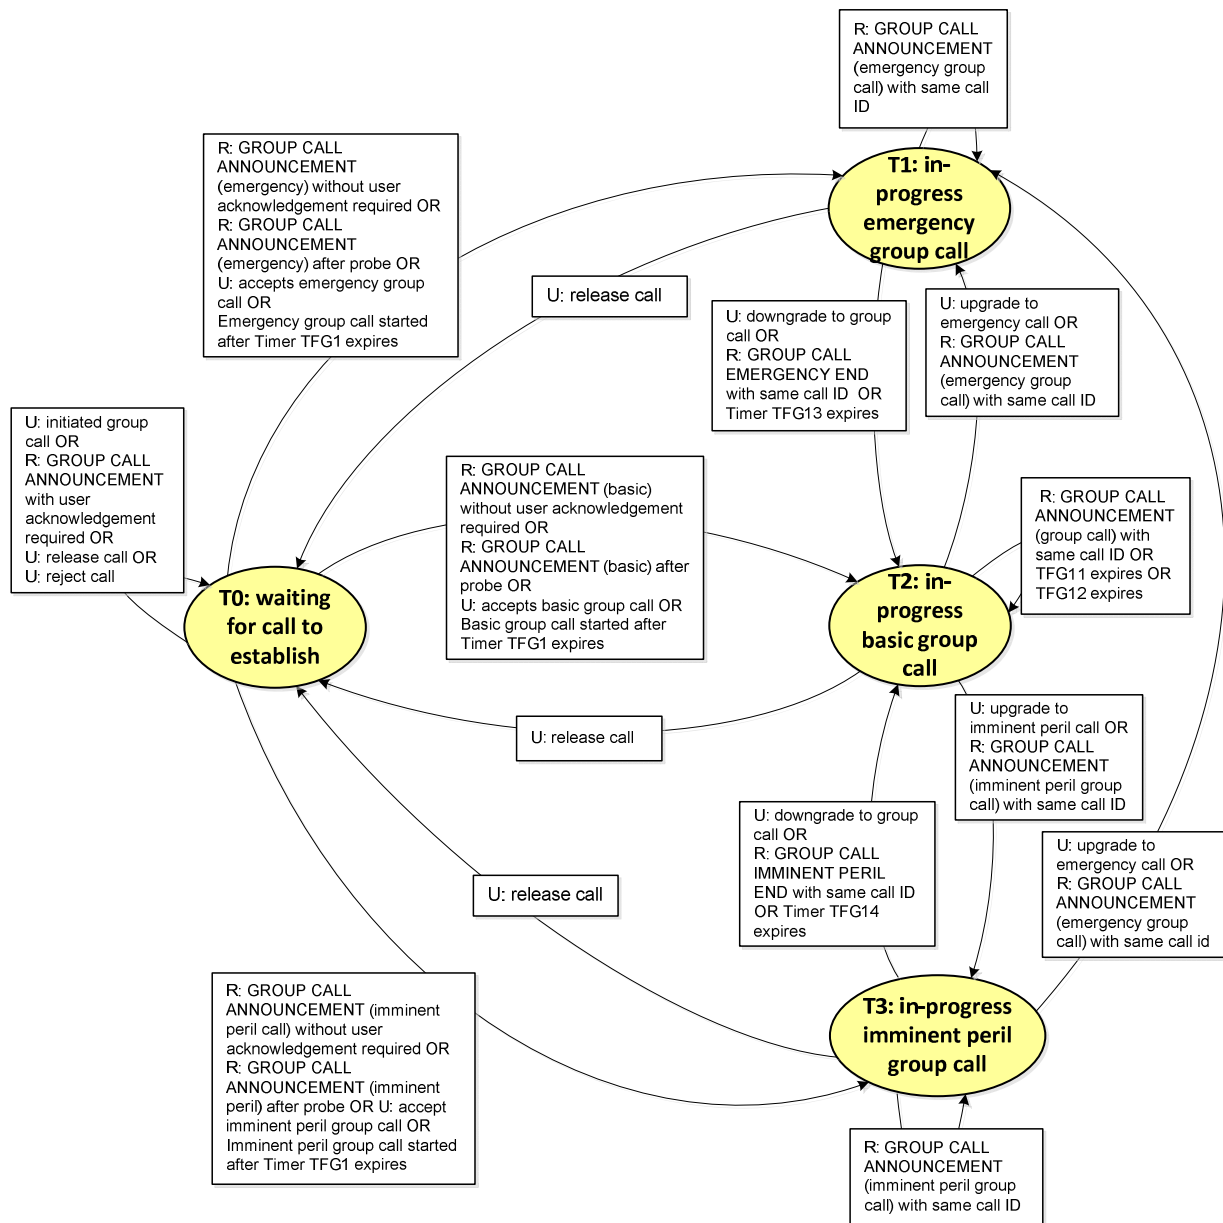 R: GROUP CALL
ANNOUNCEMENT
(emergency group
call) with same call
ID
R: GROUP CALL
ANNOUNCEMENT
(emergency) without user
acknowledgement required OR
R: GROUP CALL
ANNOUNCEMENT
(emergency) after probe OR
U: accepts emergency group
call OR
Emergency group call started
after Timer TFG1 expires
T1: in-
progress
emergency
group call
U: release call
U: downgrade to group
call OR
R: GROUP CALL
EMERGENCY END
with same call ID  OR
Timer TFG13 expires
U: upgrade to
emergency call OR
R: GROUP CALL
ANNOUNCEMENT
(emergency group
call) with same call ID
U: initiated group
call OR
R: GROUP CALL
ANNOUNCEMENT
with user
acknowledgement
required OR
U: release call OR
U: reject call
R: GROUP CALL
ANNOUNCEMENT (basic)
without user acknowledgement
required OR
R: GROUP CALL
ANNOUNCEMENT (basic) after
probe OR
U: accepts basic group call OR
Basic group call started after
Timer TFG1 expires
R: GROUP CALL
ANNOUNCEMENT
(group call) with
same call ID OR
TFG11 expires OR
TFG12 expires
T0: waiting
for call to
establish
T2: in-
progress
basic group
call
U: release call
U: upgrade to
imminent peril call OR
R: GROUP CALL
ANNOUNCEMENT
(imminent peril group
call) with same call ID
U: downgrade to group
call OR
R: GROUP CALL
IMMINENT PERIL
END with same call ID
OR Timer TFG14
expires
U: upgrade to
emergency call OR
R: GROUP CALL
ANNOUNCEMENT
(emergency group
call) with same call id
U: release call
R: GROUP CALL
ANNOUNCEMENT (imminent
peril call) without user
acknowledgement required OR
R: GROUP CALL
ANNOUNCEMENT (imminent
peril) after probe OR U: accept
imminent peril group call OR
Imminent peril group call started
after Timer TFG1 expires
T3: in-progress
imminent peril
group call
R: GROUP CALL
ANNOUNCEMENT
(imminent peril group
call) with same call ID